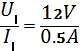 U₁/I₁ = 12V/0.5A